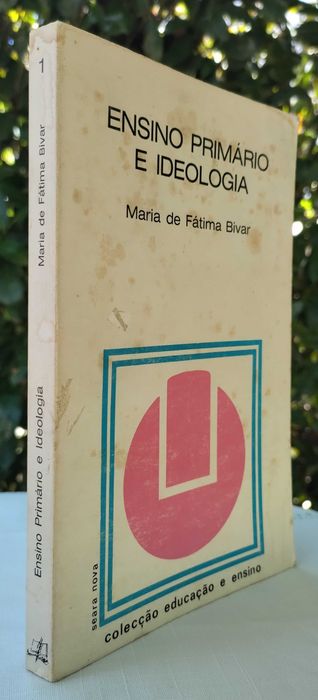 ENSINO PRIMÁRIO
E IDEOLOGIA
Maria de Fátima Bivar
seara nova
colecção educação e ensino
1
Maria de Fátima Bivar
Ensino Primário e Ideologia